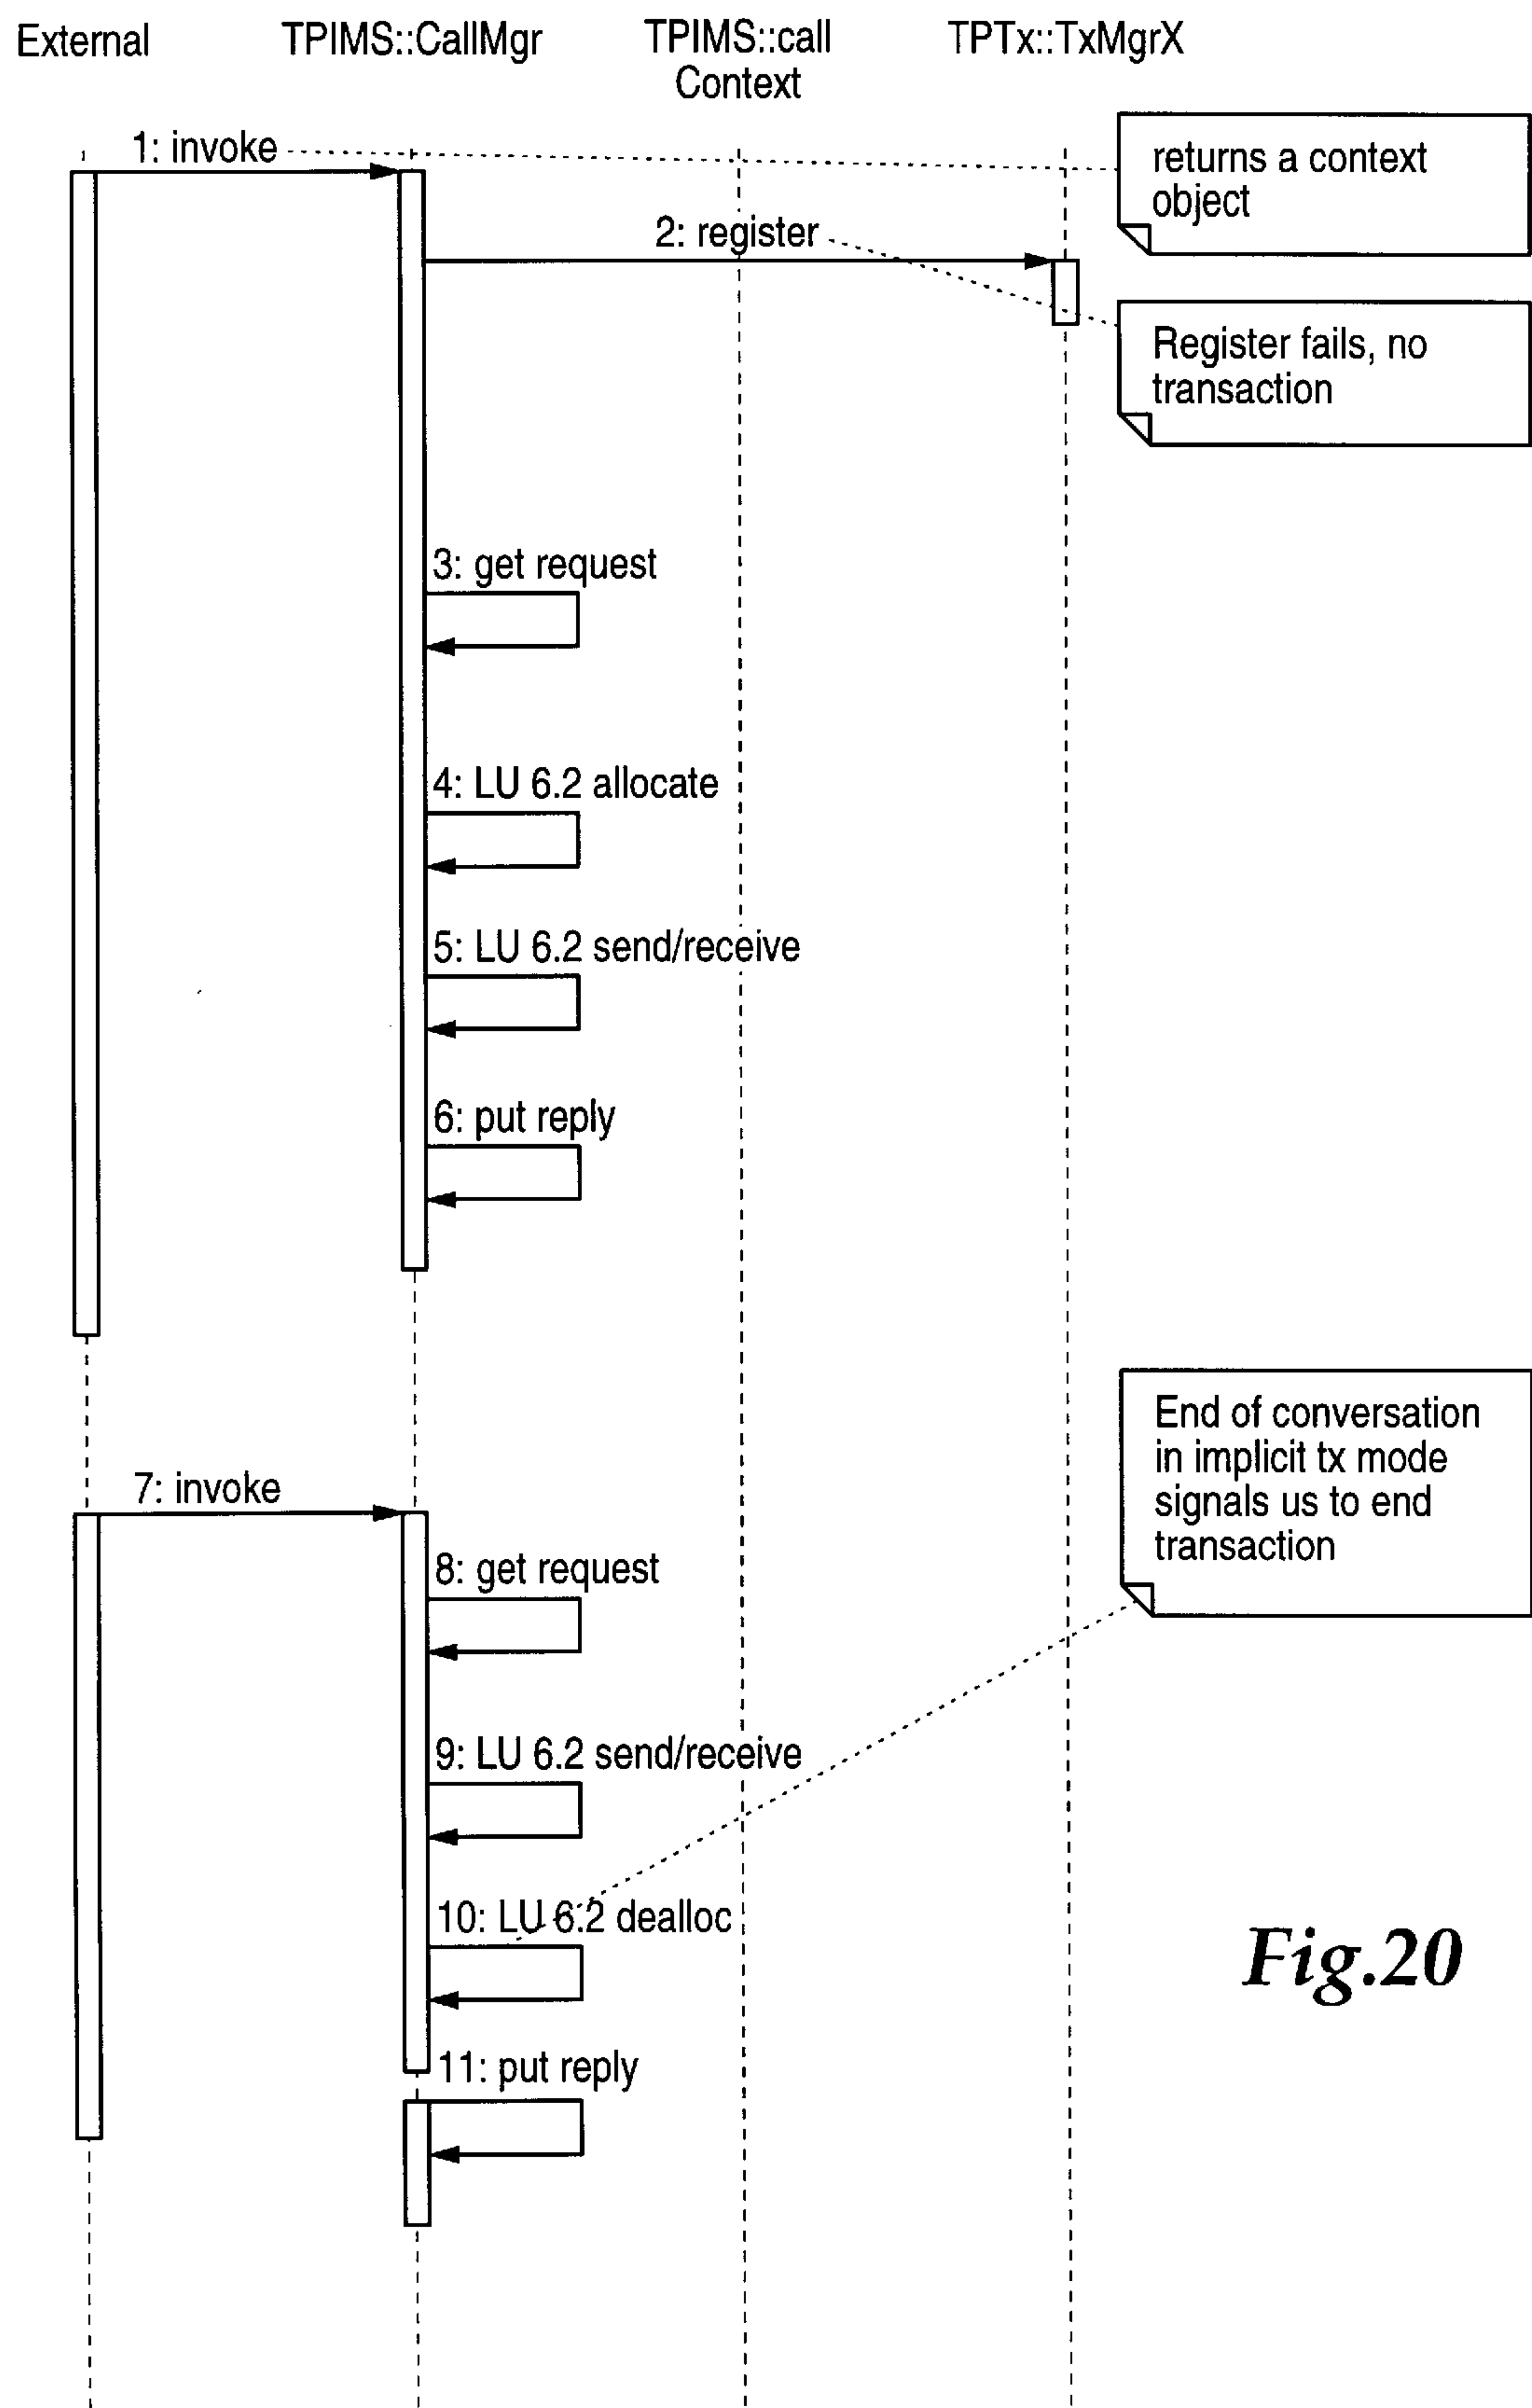 External
TPIMS::CallMgr
TPIMS::call
Context
TPTx::TxMgrX
1: invoke
returns a context
object
2: register
Register fails, no
transaction
3: get request
4: LU 6.2 allocate
5: LU 6.2 send/receive
6: put reply
End of conversation
in implicit tx mode
signals us to end
transaction
7: invoke
8: get request
9: LU 6.2 send/receive
10: LU 6.2 dealloc
Fig.20
11: put reply